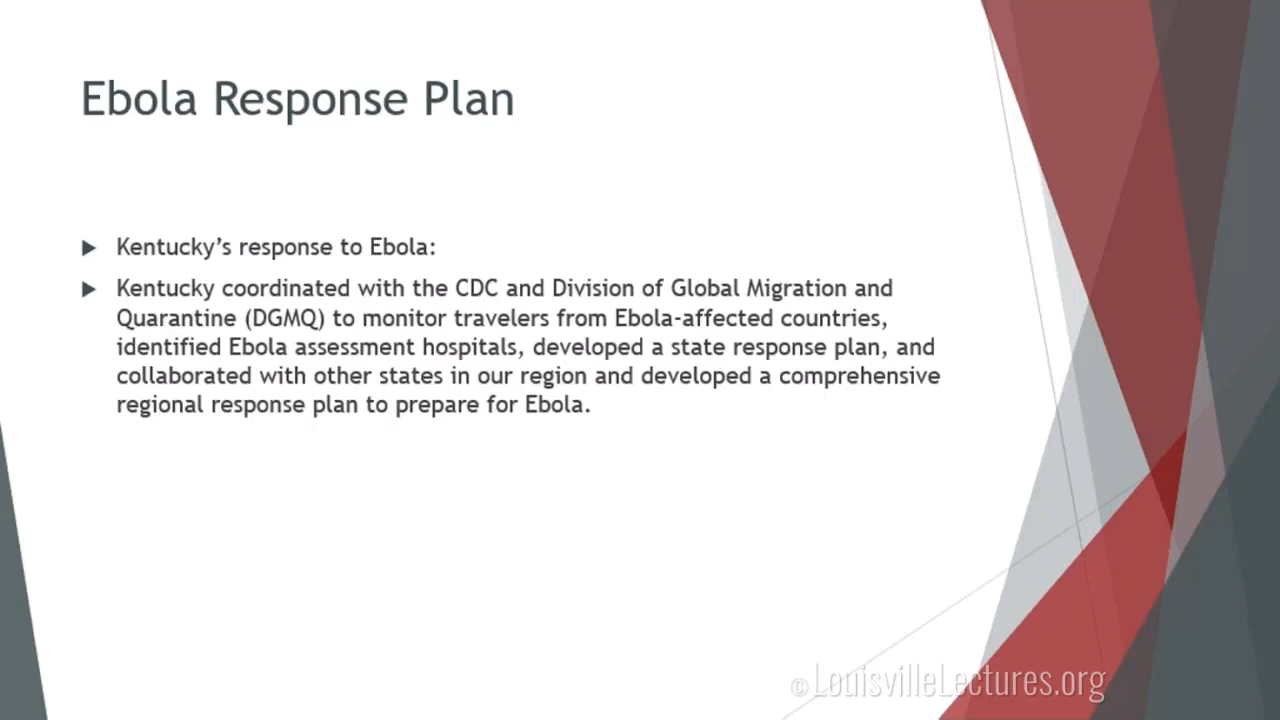 Ebola Response Plan
Kentucky’s response to Ebola:
Kentucky coordinated with the CDC and Division of Global Migration and
Quarantine (DGMQ) to monitor travelers from Ebola-affected countries,
identified Ebola assessment hospitals, developed a state response plan, and
collaborated with other states in our region and developed a comprehensive
regional response plan to prepare for Ebola.
©LouisvilleLectures.org